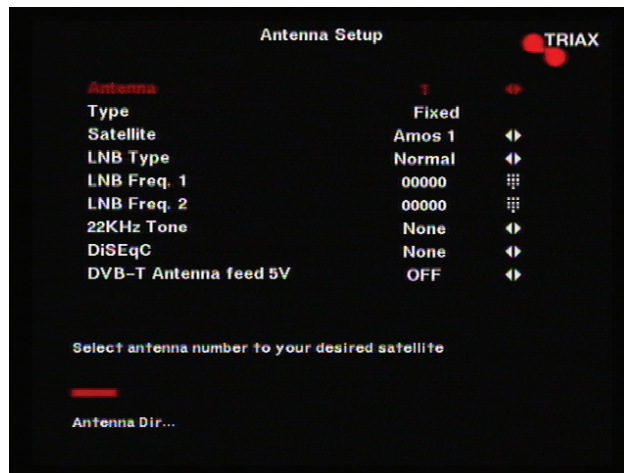 Antenna Setup
TRIAX
Antenna 1
Type Fixed
Satellite Amos 1
LNB Type Normal
LNB Freq. 1 00000
LNB Freq. 2 00000
22KHz Tone None
DiSEqC None
DVB-T Antenna feed 5V OFF
Select antenna number to your desired satellite
Antenna Dir...